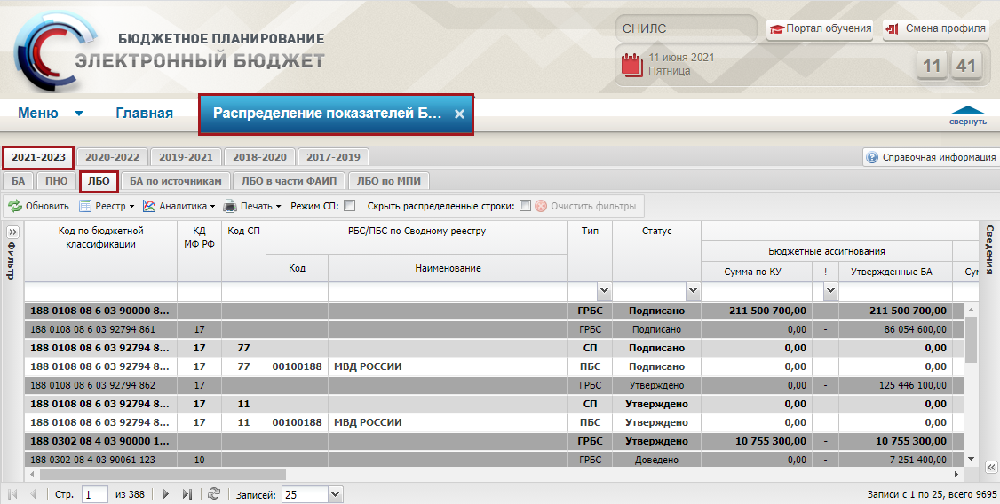 БЮДЖЕТНОЕ ПЛАНИРОВАНИЕ
ЭЛЕКТРОННЫЙ БЮДЖЕТ
СНИЛС
Портал обучения
Смена профиля
11 июня 2021
Пятница
11 41
Меню Главная Распределение показателей Б... ×
свернуть
2021-2023 2020-2022 2019-2021 2018-2020 2017-2019 Справочная информация
БА ПНО ЛБО БА по источникам ЛБО в части ФАИП ЛБО по МПИ
Обновить Реестр Аналитика Печать Режим СП: Скрыть распределенные строки: Очистить фильтры
Фильтр
Сведения
Код по бюджетной КД Код СП РБС/ПБС по Сводному реестру Тип Статус
классификации МФ РФ
Бюджетные ассигнования
Код Наименование Сумма по КУ ! Утвержденные БА Сум
188 0108 08 6 03 90000 8... ГРБС Подписано 211 500 700,00 - 211 500 700,00
188 0108 08 6 03 92794 861 17 ГРБС Подписано 0,00 - 86 054 600,00
188 0108 08 6 03 92794 8... 17 77 СП Подписано 0,00 0,00
188 0108 08 6 03 92794 8... 17 77 00100188 МВД РОССИИ ПБС Подписано 0,00 0,00
188 0108 08 6 03 92794 862 17 ГРБС Утверждено 0,00 - 125 446 100,00
188 0108 08 6 03 92794 8... 17 11 СП Утверждено 0,00 0,00
188 0108 08 6 03 92794 8... 17 11 00100188 МВД РОССИИ ПБС Утверждено 0,00 0,00
188 0302 08 4 03 90000 1... ГРБС Утверждено 10 755 300,00 - 10 755 300,00
188 0302 08 4 03 90061 123 10 ГРБС Доведено 0,00 - 7 251 400,00
Стр. 1 из 388 Записей: 25 Записи с 1 по 25, всего 9695